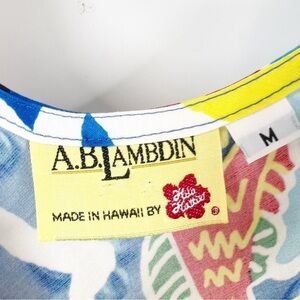 A.B.LAMBDIN
M
MADE IN HAWAII BY Hilo Hattie ®